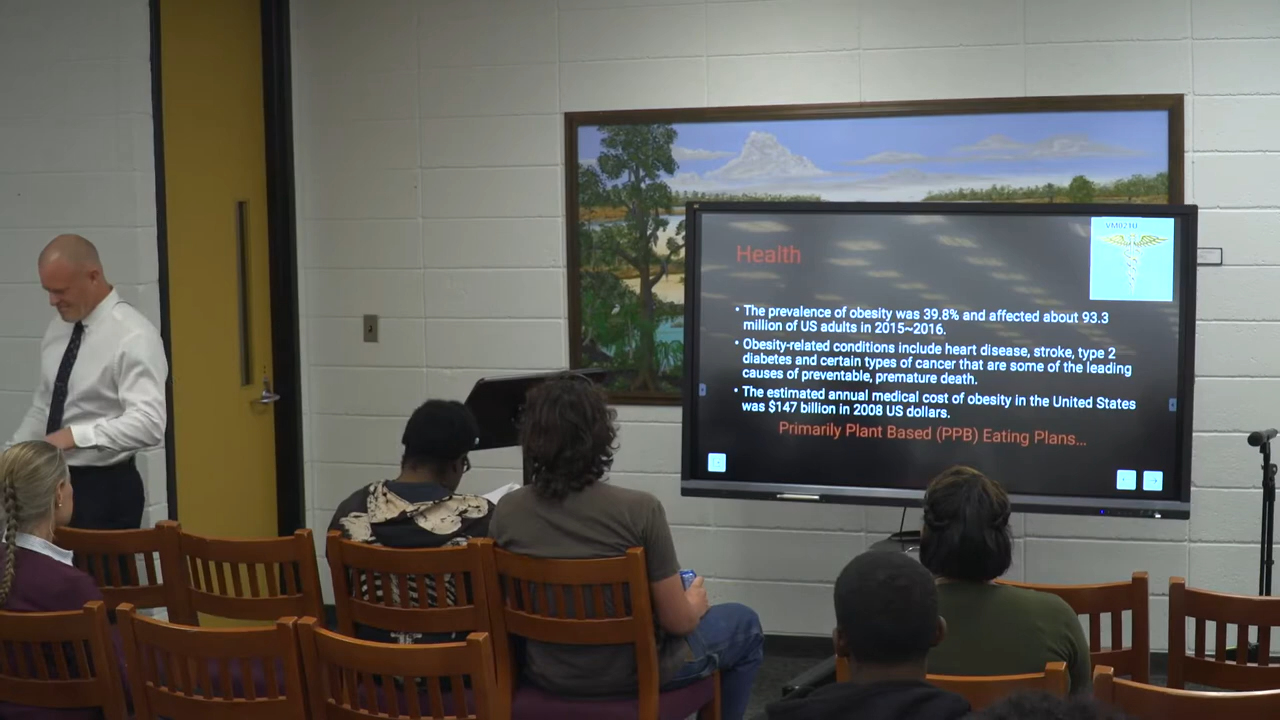 VM0210
Health
• The prevalence of obesity was 39.8% and affected about 93.3
million of US adults in 2015~2016.
• Obesity-related conditions include heart disease, stroke, type 2
diabetes and certain types of cancer that are some of the leading
causes of preventable, premature death.
• The estimated annual medical cost of obesity in the United States
was $147 billion in 2008 US dollars.
Primarily Plant Based (PPB) Eating Plans...